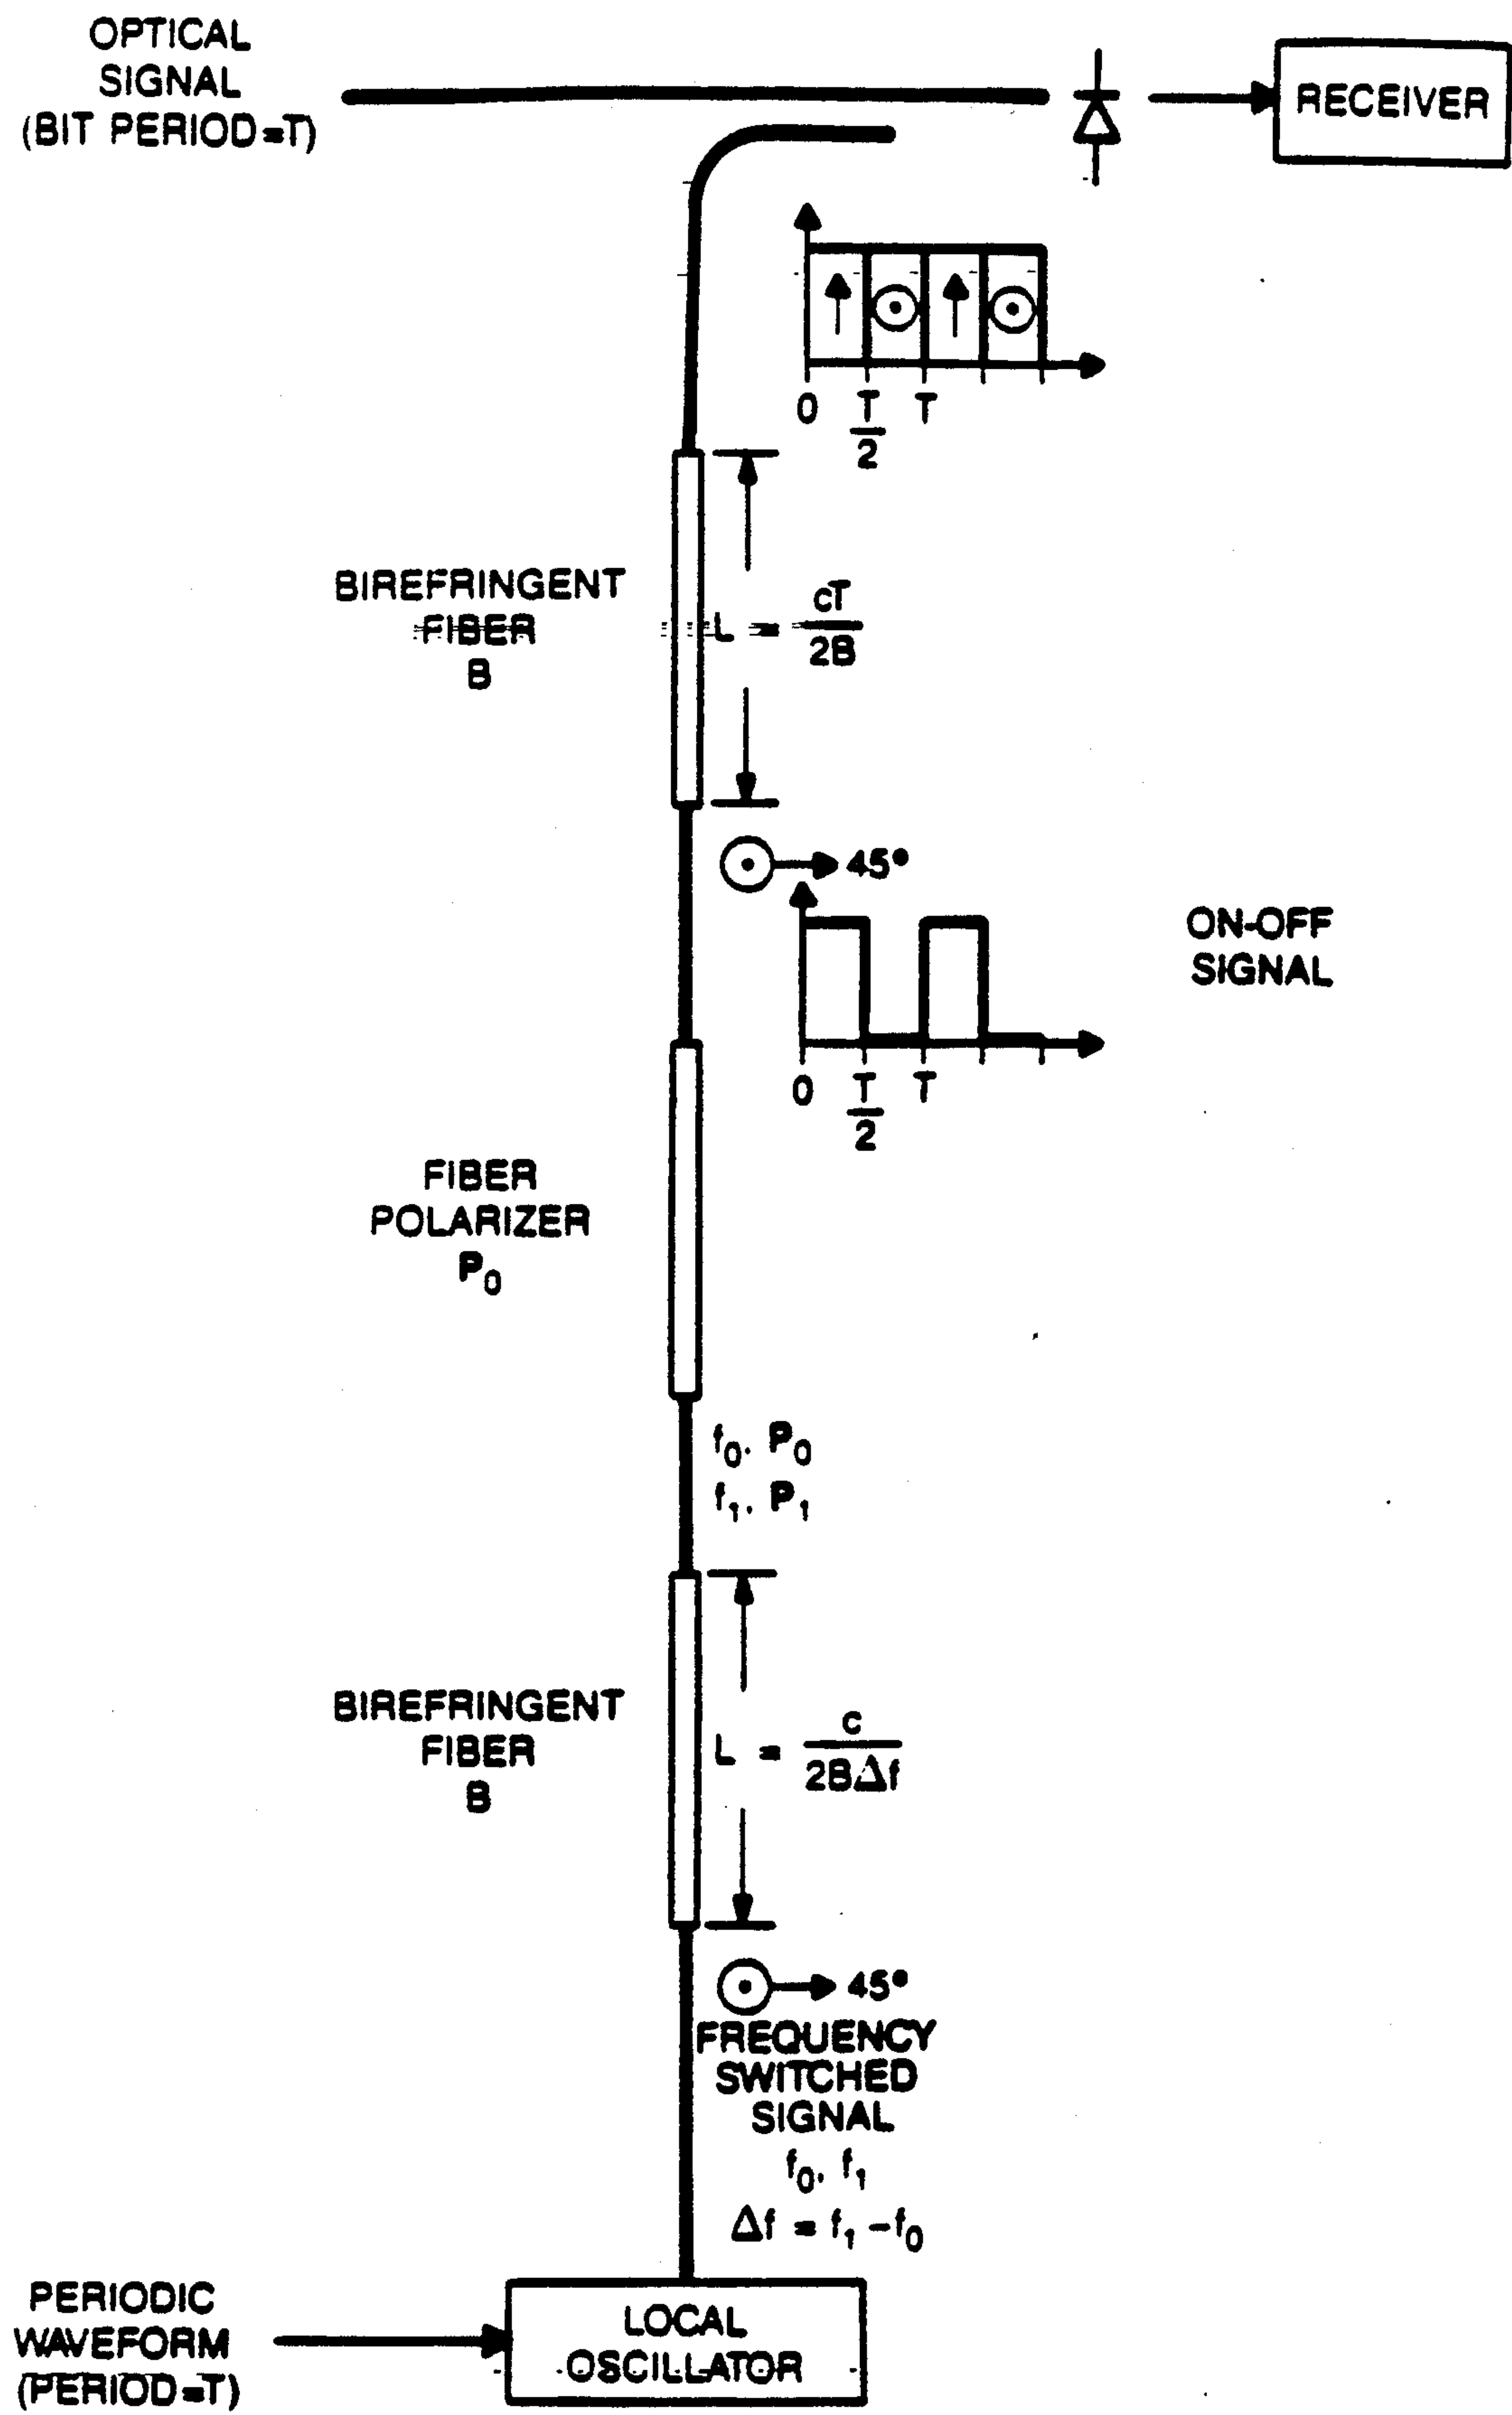 OPTICAL
SIGNAL
(BIT PERIOD=T)
RECEIVER
0 T/2 T
BIREFRINGENT
FIBER
B
L = cT/2B
45°
ON-OFF
SIGNAL
0 T/2 T
FIBER
POLARIZER
P₀
f₀, P₀
f₁, P₁
BIREFRINGENT
FIBER
B
L = c/2BΔf
45°
FREQUENCY
SWITCHED
SIGNAL
f₀, f₁
Δf = f₁ –f₀
PERIODIC
WAVEFORM
(PERIOD=T)
LOCAL
OSCILLATOR